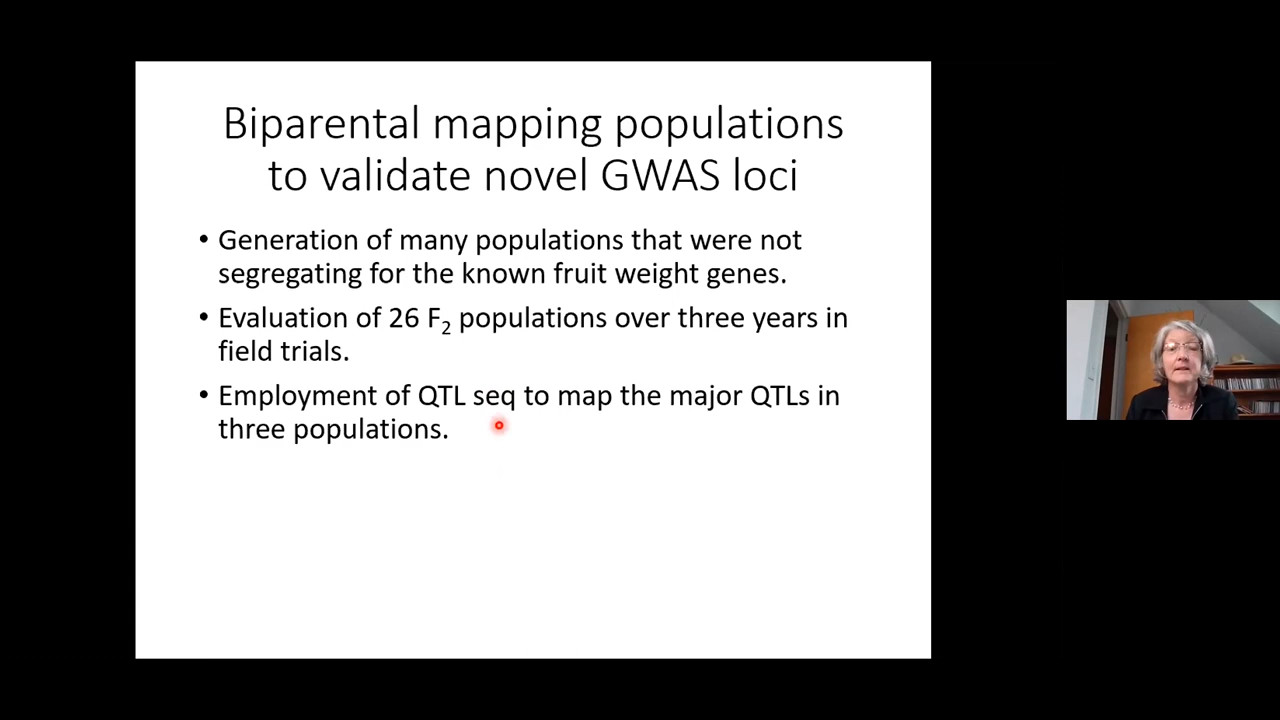 Biparental mapping populations
to validate novel GWAS loci
• Generation of many populations that were not
segregating for the known fruit weight genes.
• Evaluation of 26 F₂ populations over three years in
field trials.
• Employment of QTL seq to map the major QTLs in
three populations.